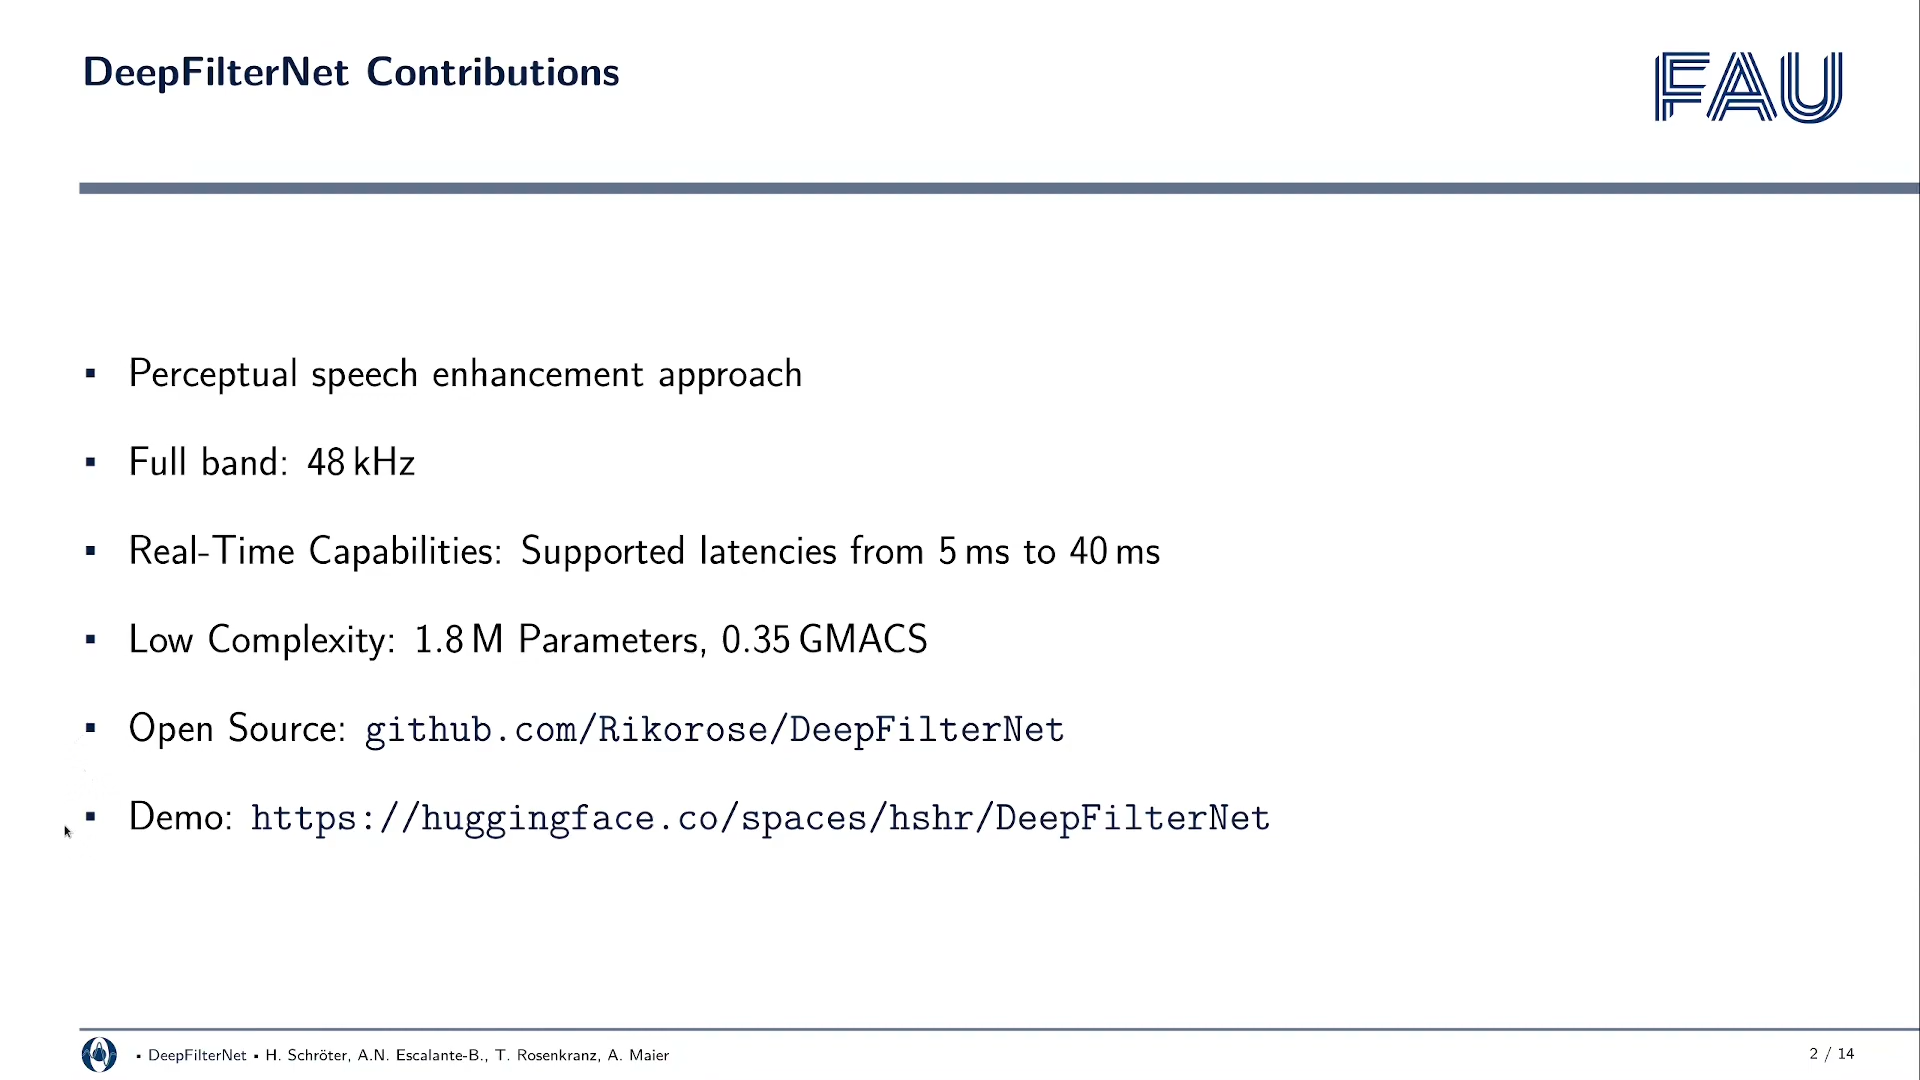 DeepFilterNet Contributions
FAU
▪ Perceptual speech enhancement approach
▪ Full band: 48 kHz
▪ Real-Time Capabilities: Supported latencies from 5 ms to 40 ms
▪ Low Complexity: 1.8 M Parameters, 0.35 GMACS
▪ Open Source: github.com/Rikorose/DeepFilterNet
▪ Demo: https://huggingface.co/spaces/hshr/DeepFilterNet
▪ DeepFilterNet ▪ H. Schröter, A.N. Escalante-B., T. Rosenkranz, A. Maier
2 / 14